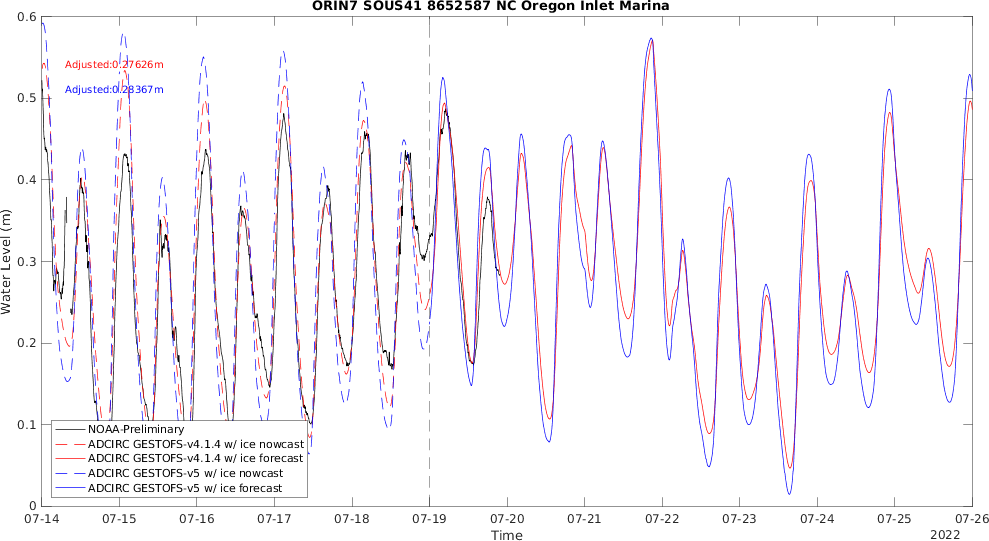 ORIN7 SOUS41 8652587 NC Oregon Inlet Marina
Adjusted:0.27626m
Adjusted:0.28367m
0.6
0.5
0.4
0.3
0.2
0.1
0
Water Level (m)
NOAA-Preliminary
ADCIRC GESTOFS-v4.1.4 w/ ice nowcast
ADCIRC GESTOFS-v4.1.4 w/ ice forecast
ADCIRC GESTOFS-v5 w/ ice nowcast
ADCIRC GESTOFS-v5 w/ ice forecast
07-14 07-15 07-16 07-17 07-18 07-19 07-20 07-21 07-22 07-23 07-24 07-25 07-26
Time
2022